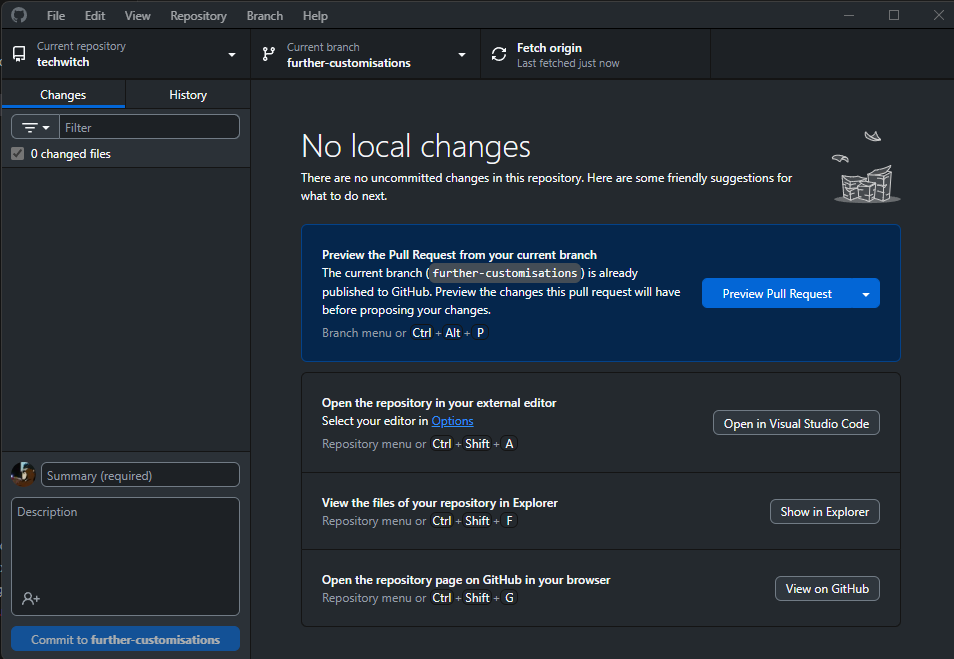 File Edit View Repository Branch Help
Current repository
techwitch
Current branch
further-customisations
Fetch origin
Last fetched just now
Changes History
Filter
0 changed files
No local changes
There are no uncommitted changes in this repository. Here are some friendly suggestions for
what to do next.
Preview the Pull Request from your current branch
The current branch (further-customisations) is already
published to GitHub. Preview the changes this pull request will have
before proposing your changes.
Branch menu or Ctrl + Alt + P
Preview Pull Request
Open the repository in your external editor
Select your editor in Options
Repository menu or Ctrl + Shift + A
Open in Visual Studio Code
View the files of your repository in Explorer
Repository menu or Ctrl + Shift + F
Show in Explorer
Open the repository page on GitHub in your browser
Repository menu or Ctrl + Shift + G
View on GitHub
Summary (required)
Description
Commit to further-customisations